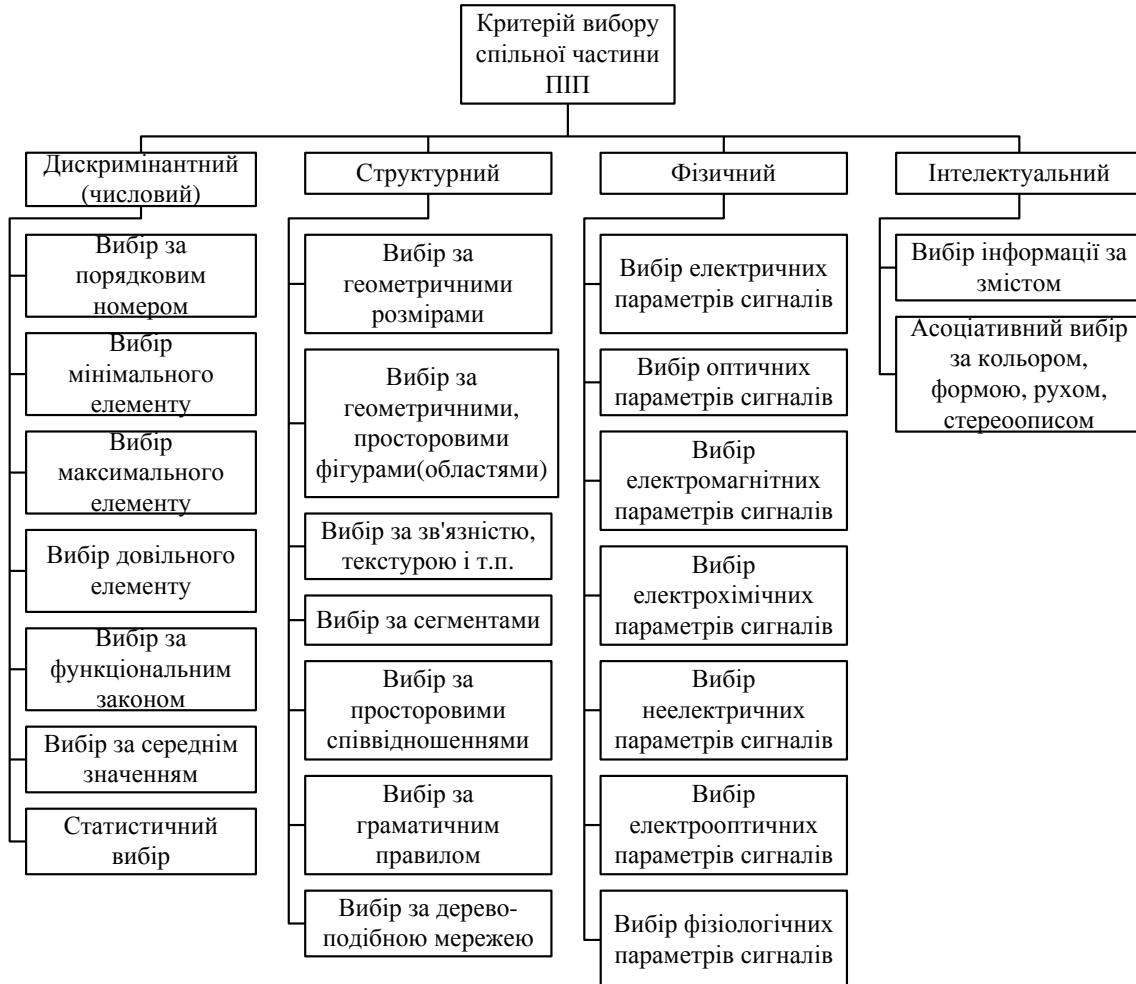 Критерій вибору
спільної частини
ПІП
Дискримінантний
(числовий)
Вибір за
порядковим
номером
Вибір
мінімального
елементу
Вибір
максимального
елементу
Вибір довільного
елементу
Вибір за
функціональним
законом
Вибір за середнім
значенням
Статистичний
вибір
Структурний
Вибір за
геометричними
розмірами
Вибір за
геометричними,
просторовими
фігурами(областями)
Вибір за зв'язністю,
текстурою і т.п.
Вибір за сегментами
Вибір за
просторовими
співвідношеннями
Вибір за
граматичним
правилом
Вибір за дерево-
подібною мережею
Фізичний
Вибір електричних
параметрів сигналів
Вибір оптичних
параметрів сигналів
Вибір
електромагнітних
параметрів сигналів
Вибір
електрохімічних
параметрів сигналів
Вибір
неелектричних
параметрів сигналів
Вибір
електрооптичних
параметрів сигналів
Вибір фізіологічних
параметрів сигналів
Інтелектуальний
Вибір інформації за
змістом
Асоціативний вибір
за кольором,
формою, рухом,
стереоописом